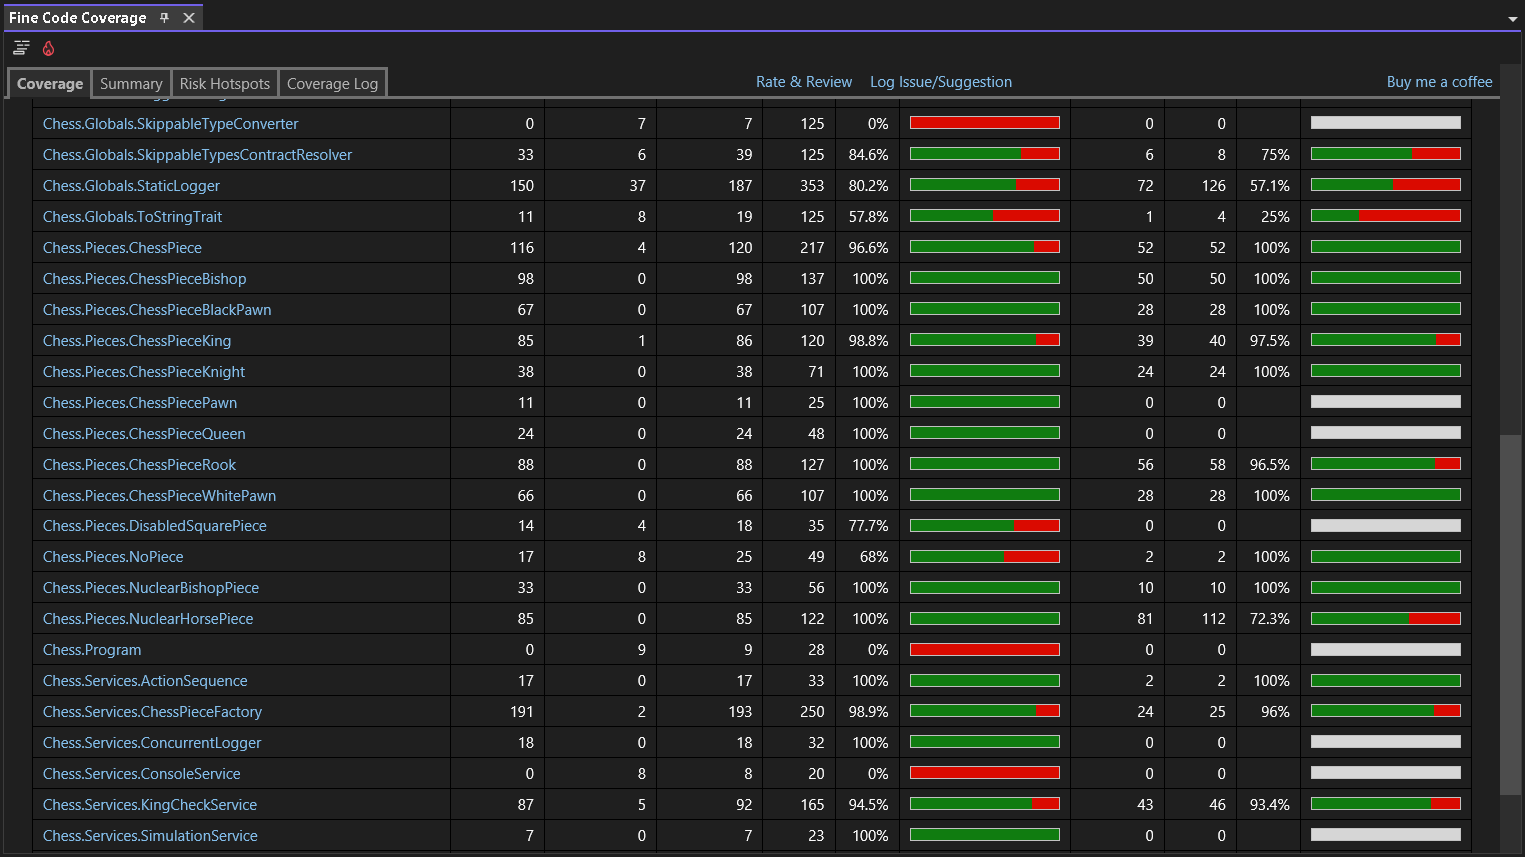 Fine Code Coverage
Coverage Summary Risk Hotspots Coverage Log Rate & Review Log Issue/Suggestion Buy me a coffee
Chess.Globals.SkippableTypeConverter 0 7 7 125 0% 0 0
Chess.Globals.SkippableTypesContractResolver 33 6 39 125 84.6% 6 8 75%
Chess.Globals.StaticLogger 150 37 187 353 80.2% 72 126 57.1%
Chess.Globals.ToStringTrait 11 8 19 125 57.8% 1 4 25%
Chess.Pieces.ChessPiece 116 4 120 217 96.6% 52 52 100%
Chess.Pieces.ChessPieceBishop 98 0 98 137 100% 50 50 100%
Chess.Pieces.ChessPieceBlackPawn 67 0 67 107 100% 28 28 100%
Chess.Pieces.ChessPieceKing 85 1 86 120 98.8% 39 40 97.5%
Chess.Pieces.ChessPieceKnight 38 0 38 71 100% 24 24 100%
Chess.Pieces.ChessPiecePawn 11 0 11 25 100% 0 0
Chess.Pieces.ChessPieceQueen 24 0 24 48 100% 0 0
Chess.Pieces.ChessPieceRook 88 0 88 127 100% 56 58 96.5%
Chess.Pieces.ChessPieceWhitePawn 66 0 66 107 100% 28 28 100%
Chess.Pieces.DisabledSquarePiece 14 4 18 35 77.7% 0 0
Chess.Pieces.NoPiece 17 8 25 49 68% 2 2 100%
Chess.Pieces.NuclearBishopPiece 33 0 33 56 100% 10 10 100%
Chess.Pieces.NuclearHorsePiece 85 0 85 122 100% 81 112 72.3%
Chess.Program 0 9 9 28 0% 0 0
Chess.Services.ActionSequence 17 0 17 33 100% 2 2 100%
Chess.Services.ChessPieceFactory 191 2 193 250 98.9% 24 25 96%
Chess.Services.ConcurrentLogger 18 0 18 32 100% 0 0
Chess.Services.ConsoleService 0 8 8 20 0% 0 0
Chess.Services.KingCheckService 87 5 92 165 94.5% 43 46 93.4%
Chess.Services.SimulationService 7 0 7 23 100% 0 0